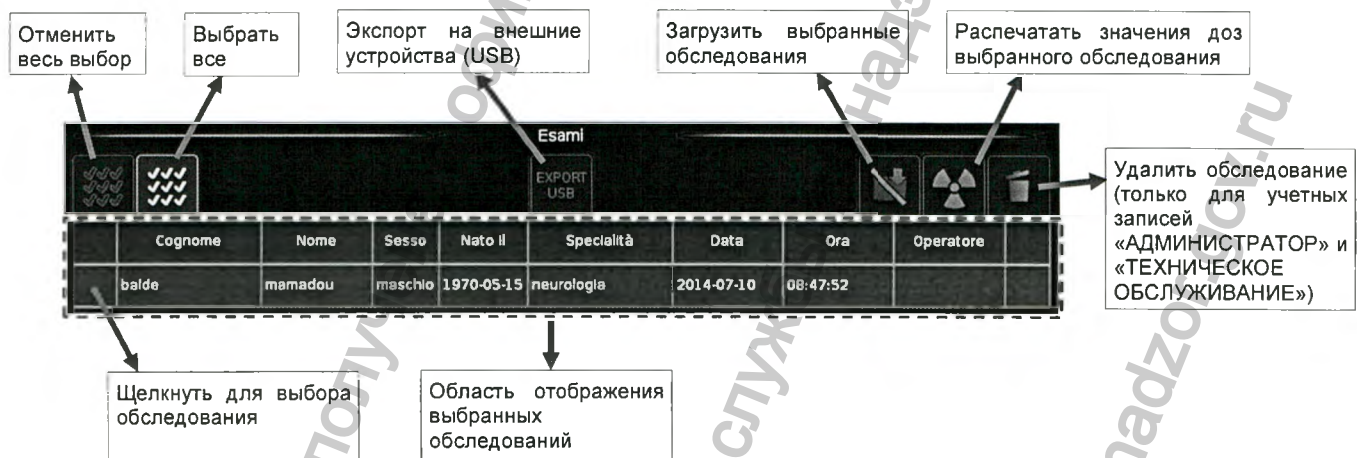 Отменить
весь выбор
Выбрать
все
Экспорт на внешние
устройства (USB)
Загрузить выбранные
обследования
Распечатать значения доз
выбранного обследования
Esami
EXPORT
USB
Удалить обследование
(только для учетных
записей
«АДМИНИСТРАТОР» и
«ТЕХНИЧЕСКОЕ
ОБСЛУЖИВАНИЕ»)
Cognome Nome Sesso Nato il Specialità Data Ora Operatore
balde mamadou maschio 1970-05-15 neurologia 2014-07-10 08:47:52
Щелкнуть для выбора
обследования
Область отображения
выбранных
обследований